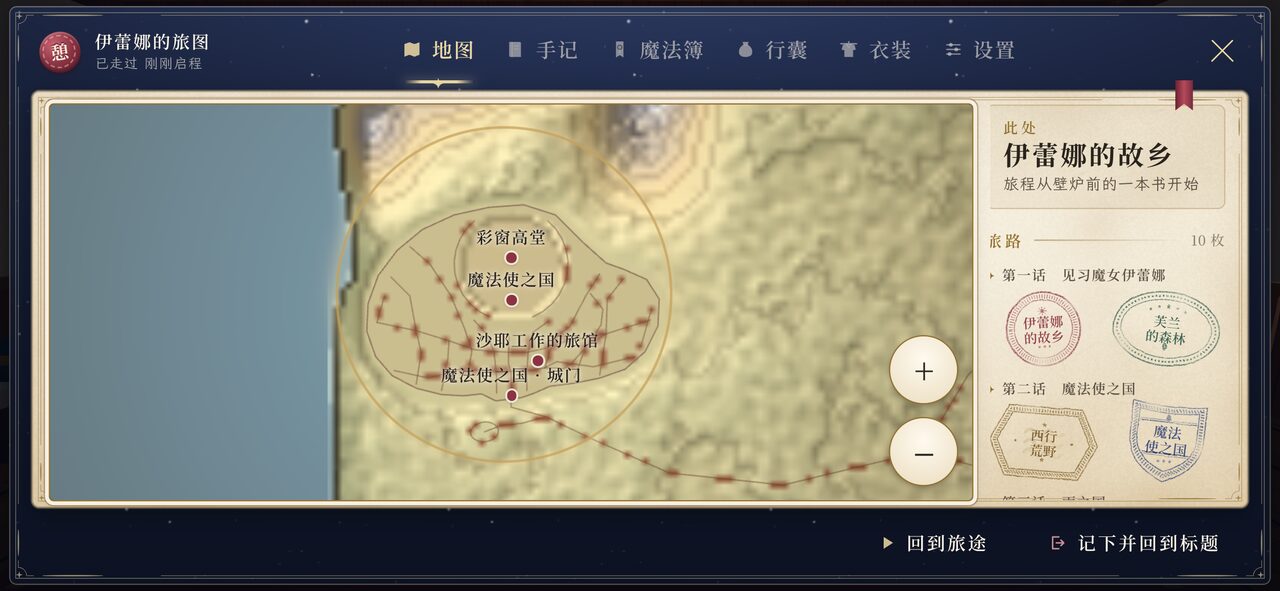 憩
伊蕾娜的旅图
已走过 刚刚启程
地图
手记
魔法簿
行囊
衣装
设置
彩窗高堂
魔法使之国
沙耶工作的旅馆
魔法使之国·城门
此处
伊蕾娜的故乡
旅程从壁炉前的一本书开始
旅路
10 枚
第一话 见习魔女伊蕾娜
伊蕾娜
的故乡
芙兰
的森林
第二话 魔法使之国
西行
荒野
魔法
使之国
回到旅途
记下并回到标题